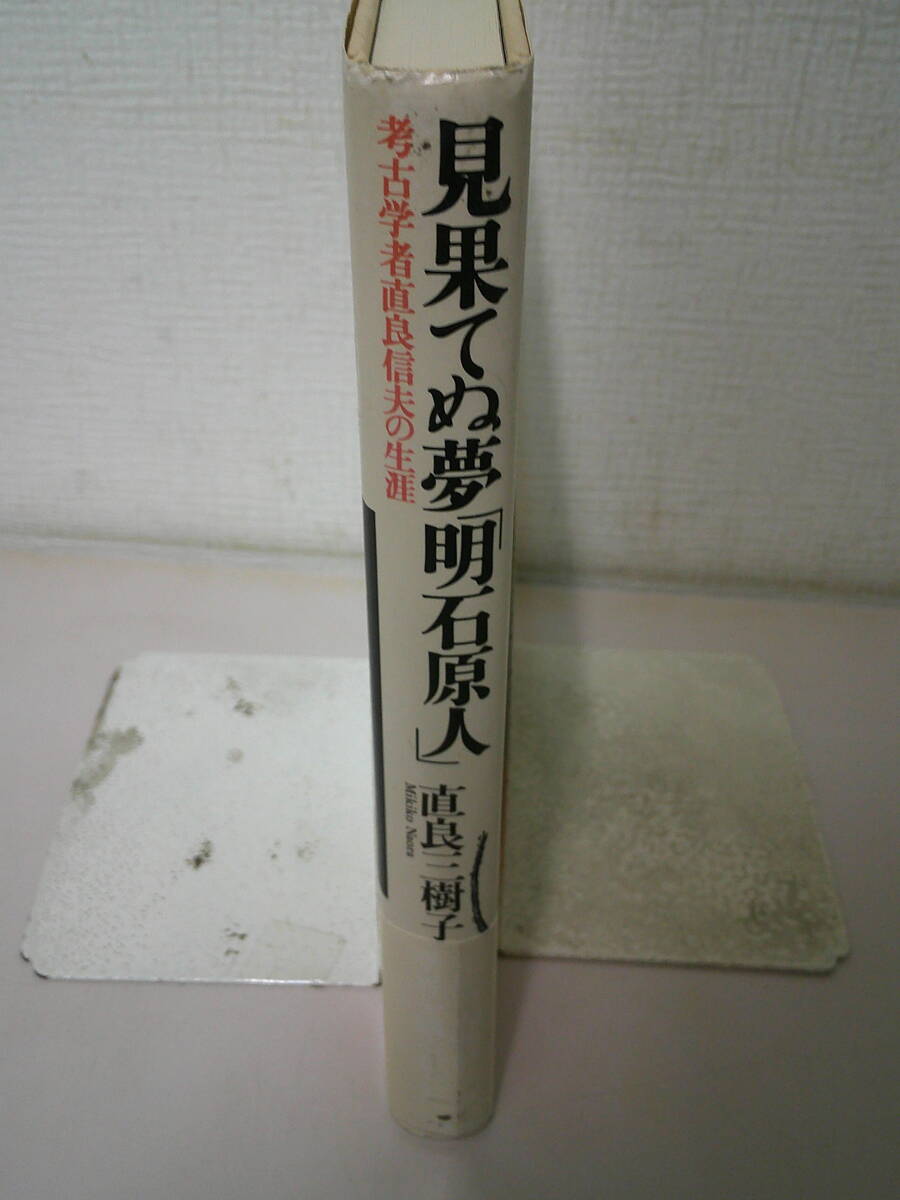 見果てぬ夢「明石原人」
考古学者直良信夫の生涯
直良三樹子
Mikiko Naora